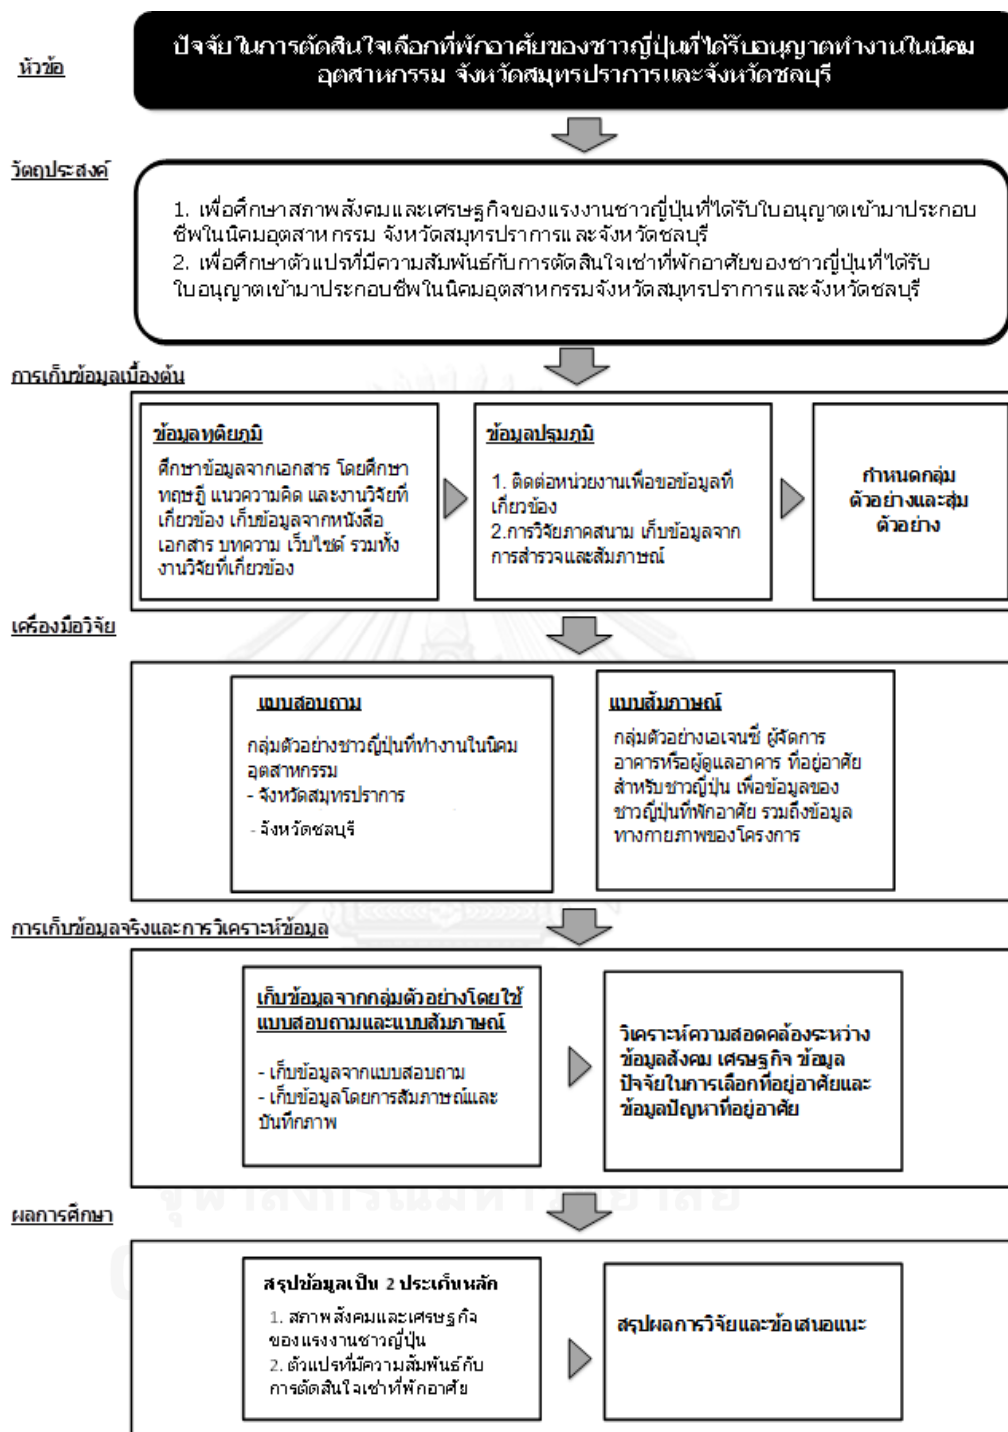 หัวข้อ
ปัจจัยในการตัดสินใจเลือกที่พักอาศัยของชาวญี่ปุ่นที่ได้รับอนุญาตทำงานในนิคม
อุตสาหกรรม จังหวัดสมุทรปราการและจังหวัดชลบุรี
วัตถุประสงค์
1. เพื่อศึกษาสภาพสังคมและเศรษฐกิจของแรงงานชาวญี่ปุ่นที่ได้รับใบอนุญาตเข้ามาประกอบ
ชีพในนิคมอุตสาหกรรม จังหวัดสมุทรปราการและจังหวัดชลบุรี
2. เพื่อศึกษาตัวแปรที่มีความสัมพันธ์กับการตัดสินใจเช่าที่พักอาศัยของชาวญี่ปุ่นที่ได้รับ
ใบอนุญาตเข้ามาประกอบชีพในนิคมอุตสาหกรรมจังหวัดสมุทรปราการและจังหวัดชลบุรี
การเก็บข้อมูลเบื้องต้น
ข้อมูลทุติยภูมิ
ศึกษาข้อมูลจากเอกสาร โดยศึกษา
ทฤษฎี แนวความคิด และงานวิจัยที่
เกี่ยวข้อง เก็บข้อมูลจากหนังสือ
เอกสาร บทความ เว็บไซต์ รวมทั้ง
งานวิจัยที่เกี่ยวข้อง
ข้อมูลปฐมภูมิ
1. ติดต่อหน่วยงานเพื่อขอข้อมูลที่
เกี่ยวข้อง
2.การวิจัยภาคสนาม เก็บข้อมูลจาก
การสำรวจและสัมภาษณ์
กำหนดกลุ่ม
ตัวอย่างและสุ่ม
ตัวอย่าง
เครื่องมือวิจัย
แบบสอบถาม
กลุ่มตัวอย่างชาวญี่ปุ่นที่ทำงานในนิคม
อุตสาหกรรม
- จังหวัดสมุทรปราการ
- จังหวัดชลบุรี
แบบสัมภาษณ์
กลุ่มตัวอย่างเอเจนซี่ ผู้จัดการ
อาคารหรือผู้ดูแลอาคาร ที่อยู่อาศัย
สำหรับชาวญี่ปุ่น เพื่อข้อมูลของ
ชาวญี่ปุ่นที่พักอาศัย รวมถึงข้อมูล
ทางกายภาพของโครงการ
การเก็บข้อมูลจริงและการวิเคราะห์ข้อมูล
เก็บข้อมูลจากกลุ่มตัวอย่างโดยใช้
แบบสอบถามและแบบสัมภาษณ์
- เก็บข้อมูลจากแบบสอบถาม
- เก็บข้อมูลโดยการสัมภาษณ์และ
บันทึกภาพ
วิเคราะห์ความสอดคล้องระหว่าง
ข้อมูลสังคม เศรษฐกิจ ข้อมูล
ปัจจัยในการเลือกที่อยู่อาศัยและ
ข้อมูลปัญหาที่อยู่อาศัย
จุฬาลงกรณ์มหาวิทยาลัย
ผลการศึกษา
สรุปข้อมูลเป็น 2 ประเด็นหลัก
1. สภาพสังคมและเศรษฐกิจ
ของแรงงานชาวญี่ปุ่น
2. ตัวแปรที่มีความสัมพันธ์กับ
การตัดสินใจเช่าที่พักอาศัย
สรุปผลการวิจัยและข้อเสนอแนะ